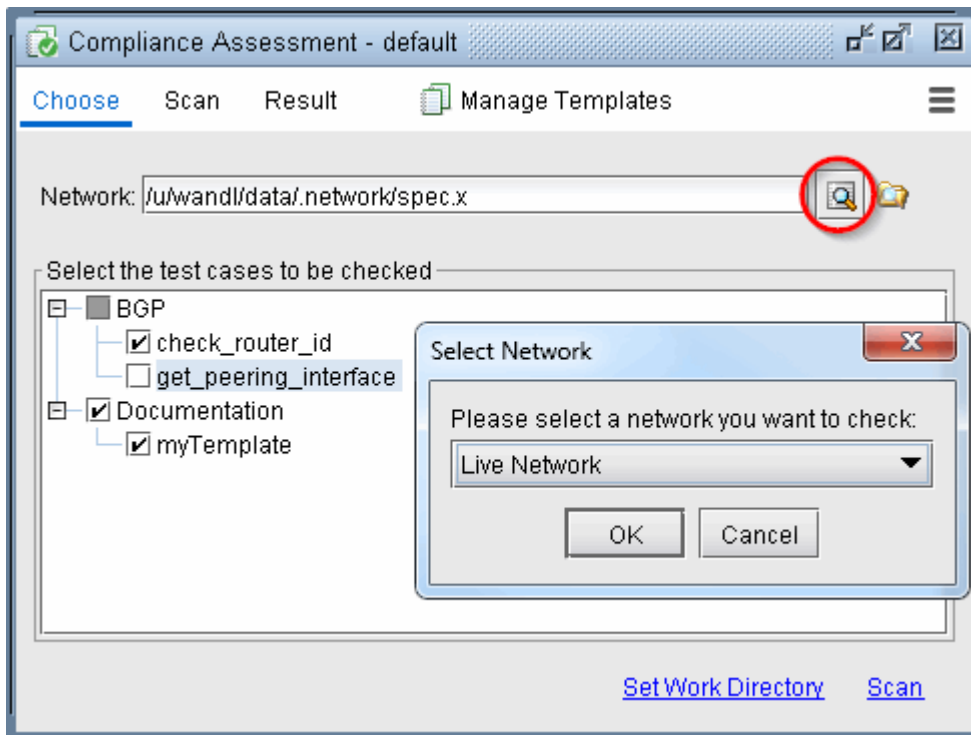 Compliance Assessment - default
Choose Scan Result Manage Templates
Network: /u/wandl/data/.network/spec.x
Select the test cases to be checked
BGP
check_router_id
get_peering_interface
Documentation
myTemplate
Select Network
Please select a network you want to check:
Live Network
OK Cancel
Set Work Directory Scan